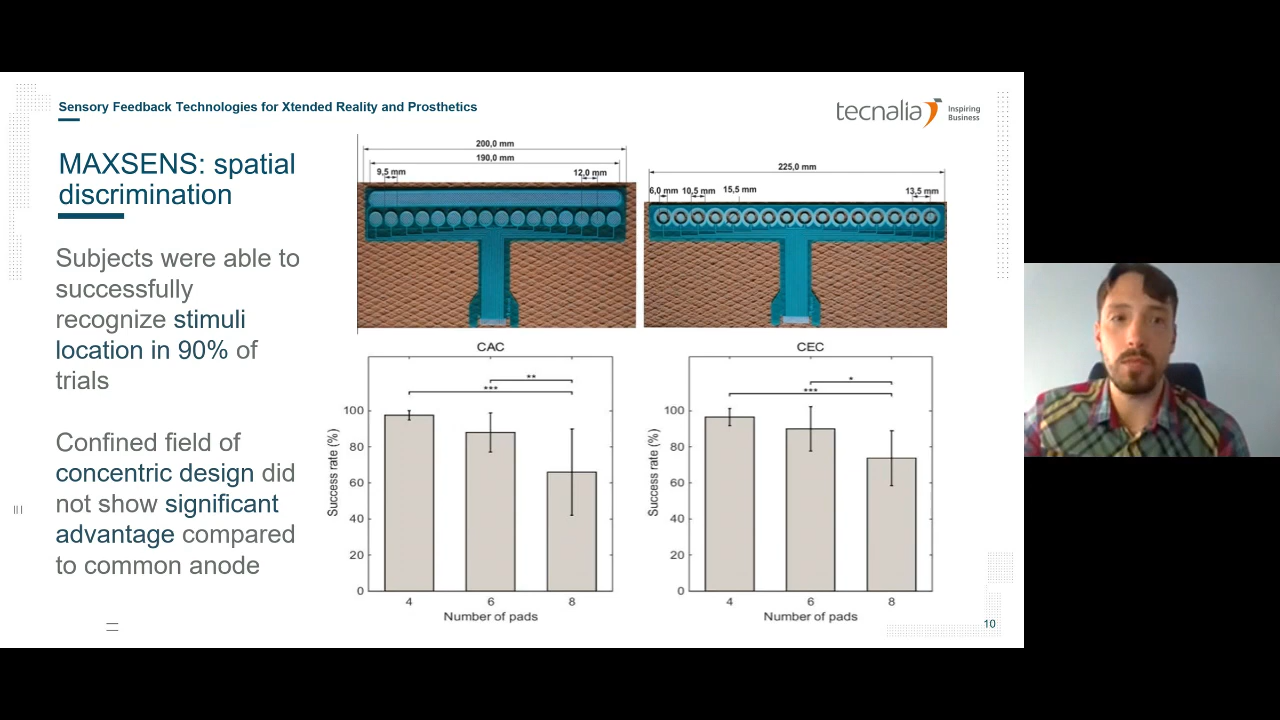 Sensory Feedback Technologies for Xtended Reality and Prosthetics
tecnalia
Inspiring
Business
MAXSENS: spatial
discrimination
Subjects were able to
successfully
recognize stimuli
location in 90% of
trials
Confined field of
concentric design did
not show significant
advantage compared
to common anode
200,0 mm
190,0 mm
9,5 mm
12,0 mm
225,0 mm
6,0 mm
10,5 mm
15,5 mm
13,5 mm
CAC
**
***
Success rate (%)
100
80
60
40
20
0
4
6
8
Number of pads
CEC
*
***
Success rate (%)
100
80
60
40
20
0
4
6
8
Number of pads
10